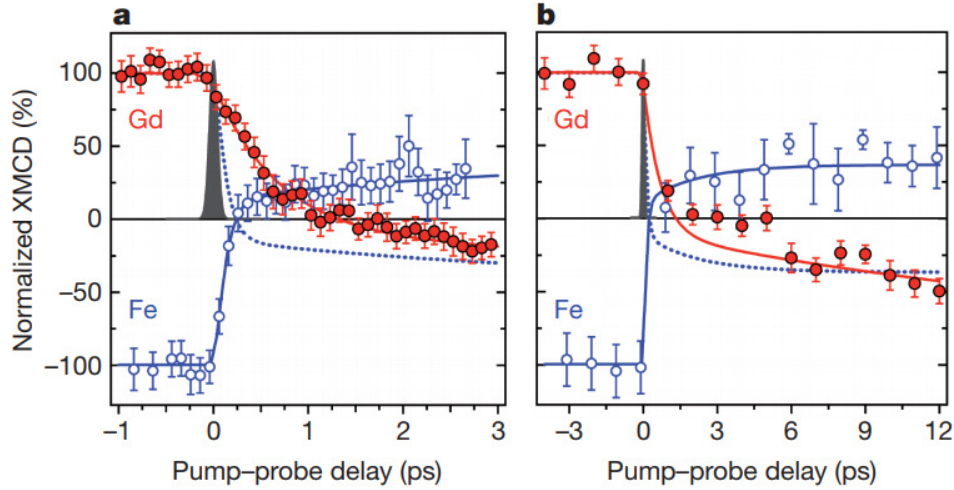 a
b
Normalized XMCD (%)
100
50
0
−50
−100
Gd
Fe
Gd
Fe
−1
0
1
2
3
−3
0
3
6
9
12
Pump–probe delay (ps)
Pump–probe delay (ps)